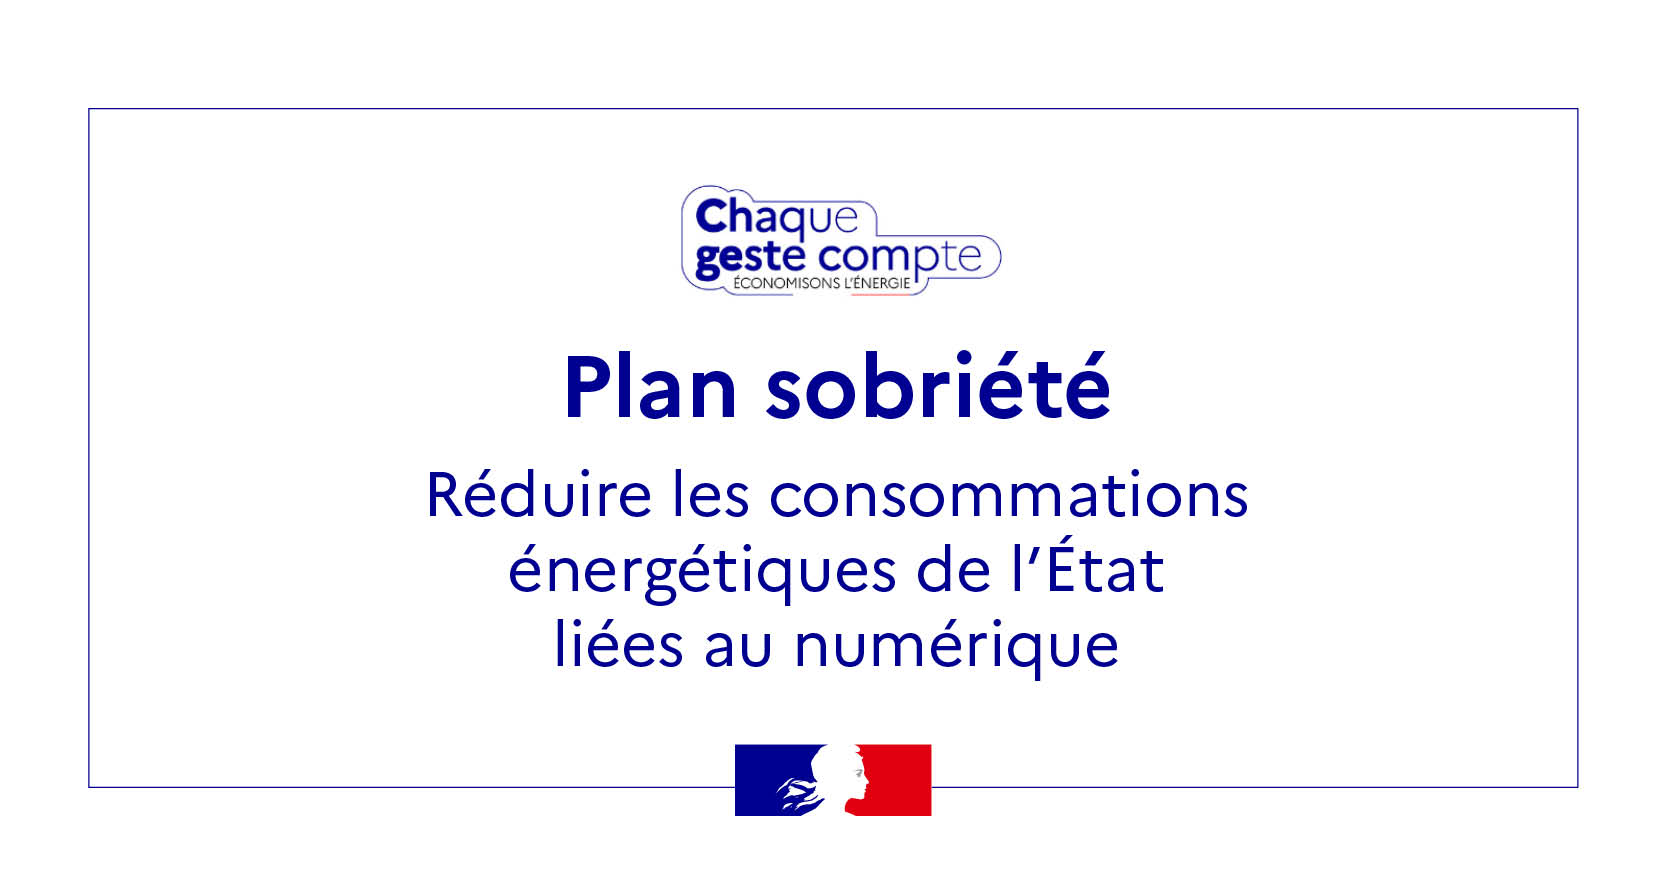 Chaque
geste compte
ÉCONOMISONS L'ÉNERGIE
Plan sobriété
Réduire les consommations
énergétiques de l’État
liées au numérique